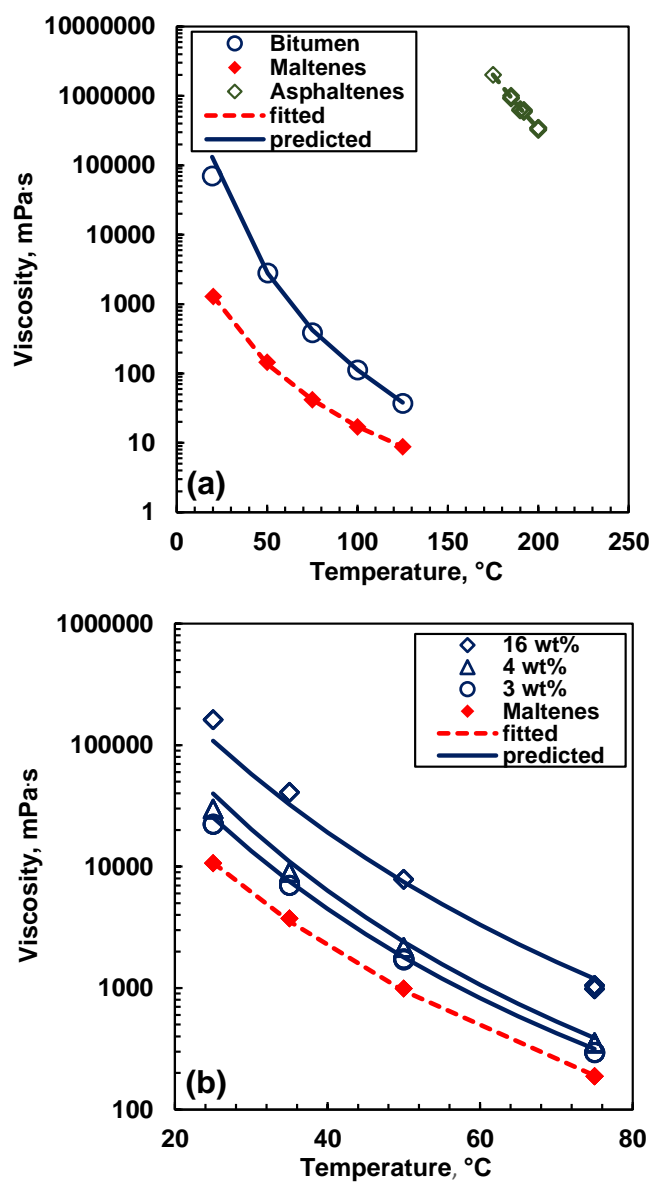 10000000
1000000
100000
10000
1000
100
10
1
Viscosity, mPa·s
Bitumen
Maltenes
Asphaltenes
fitted
predicted
(a)
0 50 100 150 200 250
Temperature, °C
1000000
100000
10000
1000
100
Viscosity, mPa·s
16 wt%
4 wt%
3 wt%
Maltenes
fitted
predicted
(b)
20 40 60 80
Temperature, °C